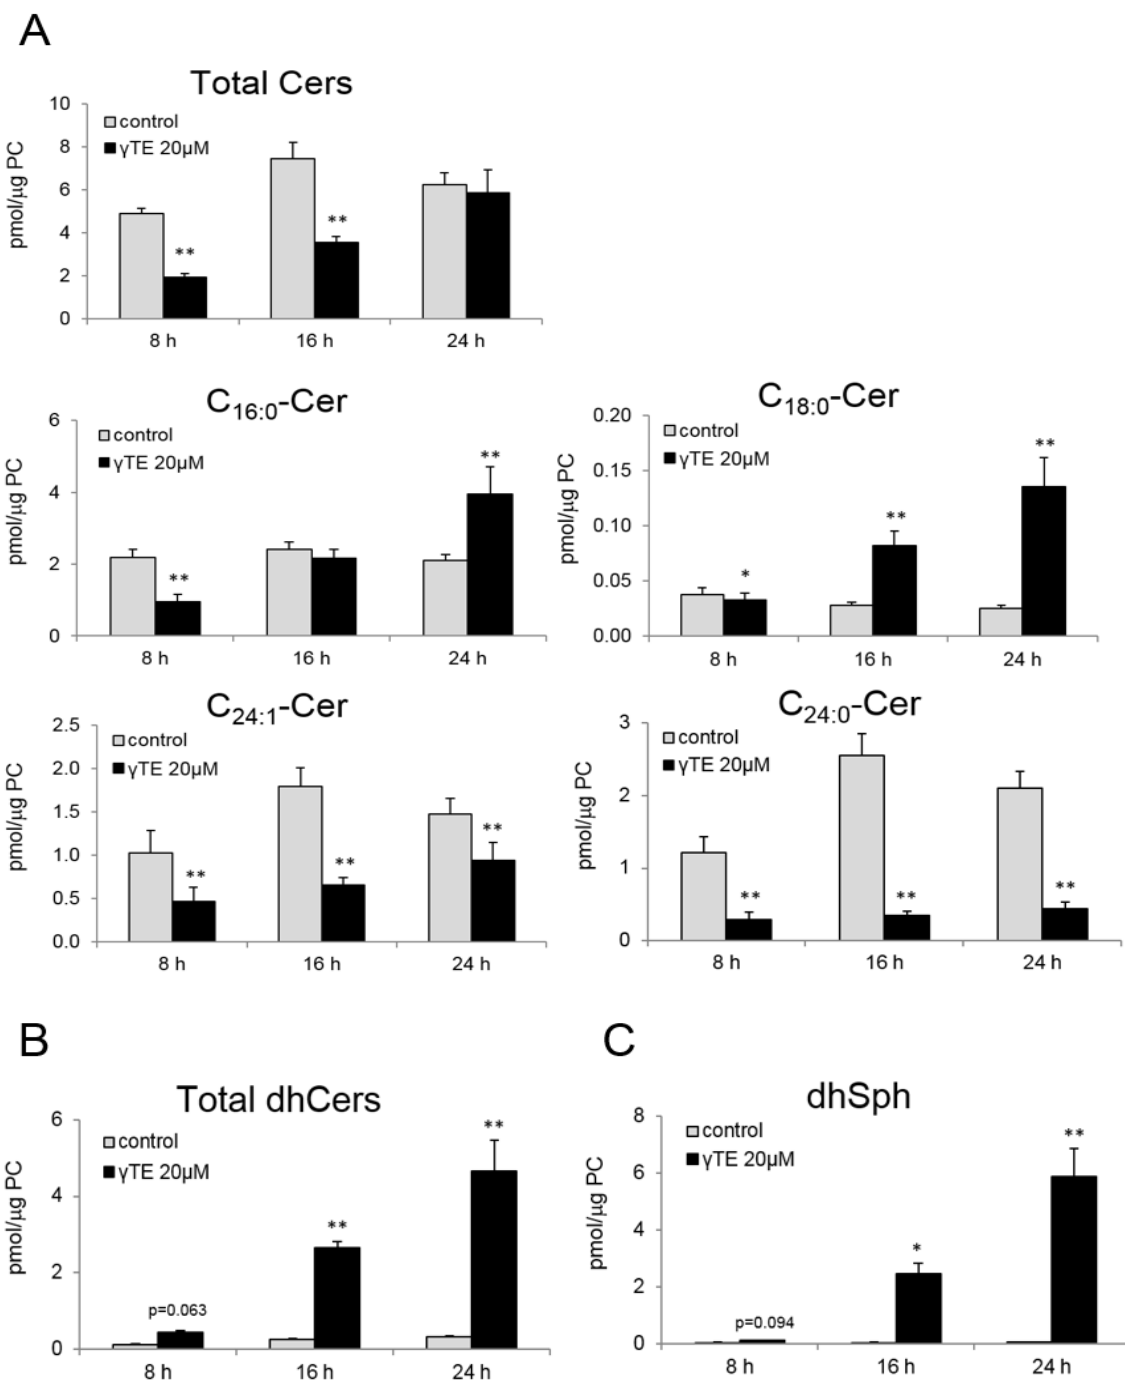 A
Total Cers
pmol/µg PC
10
8
6
4
2
0
control
γTE 20µM
**
**
8 h
16 h
24 h
C16:0-Cer
pmol/µg PC
6
4
2
0
control
γTE 20µM
**
**
8 h
16 h
24 h
C18:0-Cer
pmol/µg PC
0.20
0.15
0.10
0.05
0.00
control
γTE 20µM
*
**
**
8 h
16 h
24 h
C24:1-Cer
pmol/µg PC
2.5
2.0
1.5
1.0
0.5
0.0
control
γTE 20µM
**
**
**
8 h
16 h
24 h
C24:0-Cer
pmol/µg PC
3
2
1
0
control
γTE 20µM
**
**
**
8 h
16 h
24 h
B
Total dhCers
pmol/µg PC
6
4
2
0
control
γTE 20µM
p=0.063
**
**
8 h
16 h
24 h
C
dhSph
pmol/µg PC
8
6
4
2
0
control
γTE 20µM
p=0.094
*
**
8 h
16 h
24 h